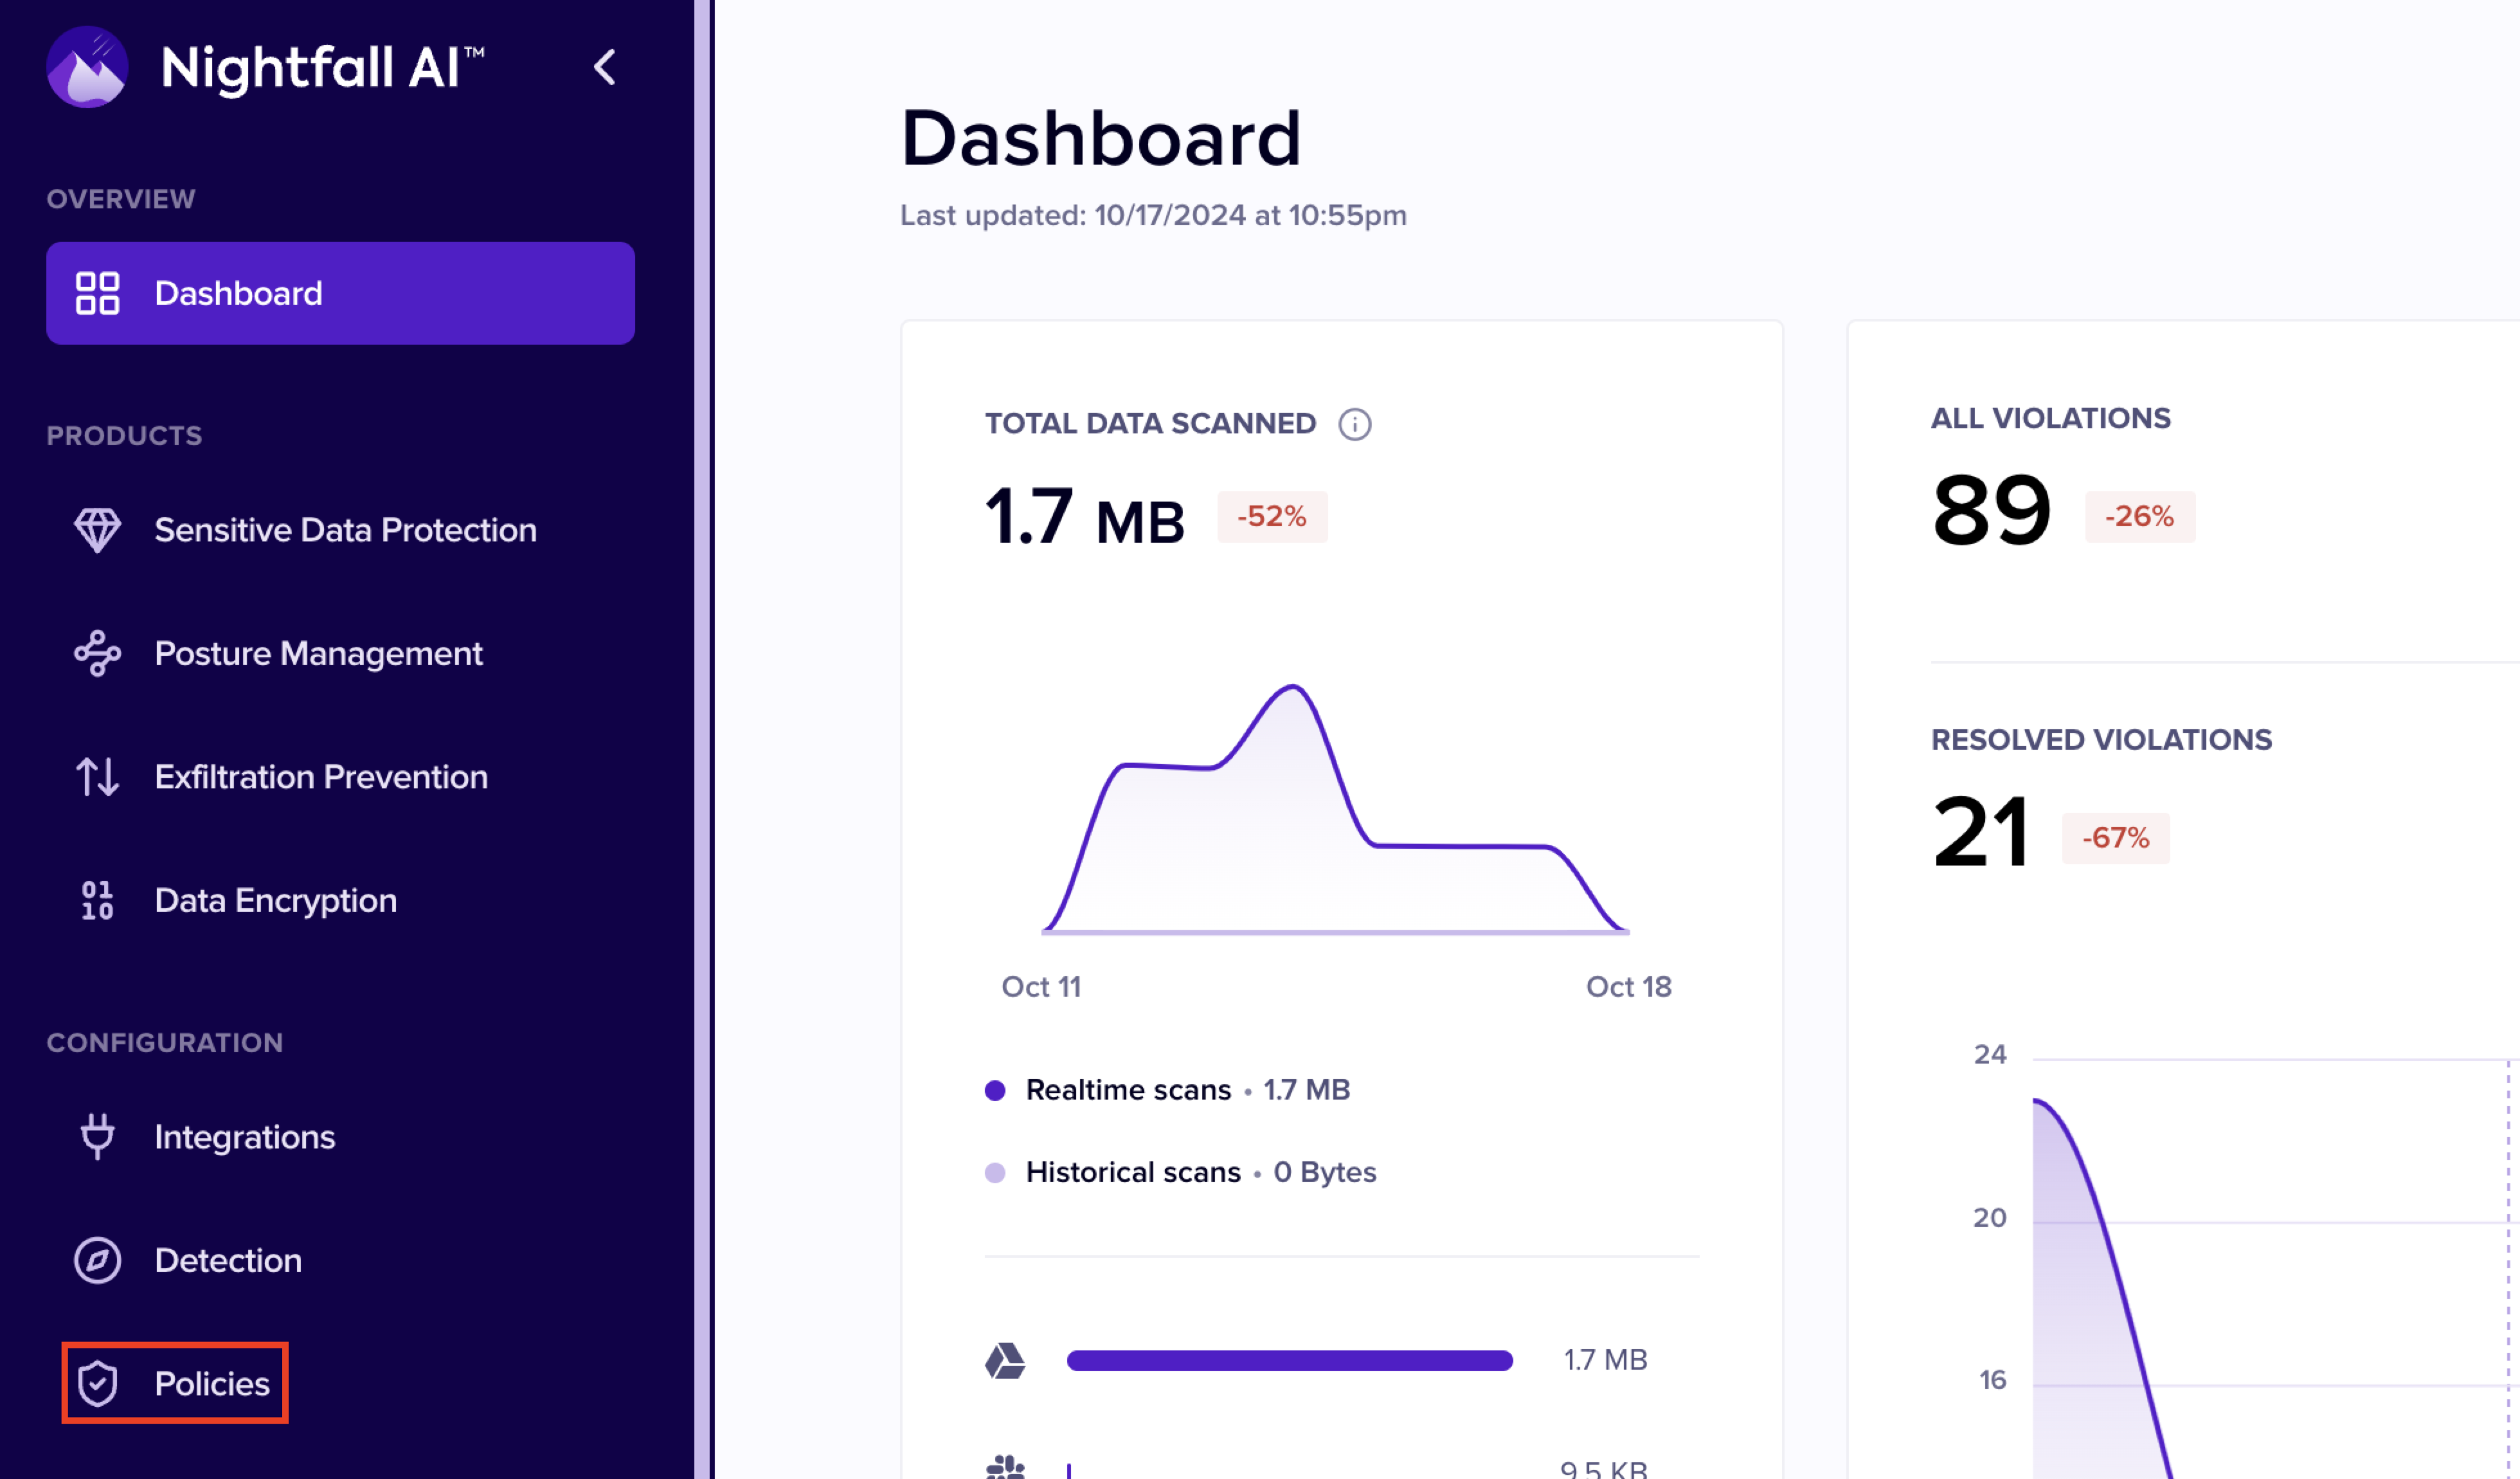 Nightfall AI™
OVERVIEW
Dashboard
PRODUCTS
Sensitive Data Protection
Posture Management
Exfiltration Prevention
01
10
Data Encryption
CONFIGURATION
Integrations
Detection
Policies
Dashboard
Last updated: 10/17/2024 at 10:55pm
TOTAL DATA SCANNED
1.7 MB -52%
Oct 11 Oct 18
Realtime scans • 1.7 MB
Historical scans • 0 Bytes
1.7 MB
9.5 KB
ALL VIOLATIONS
89 -26%
RESOLVED VIOLATIONS
21 -67%
24
20
16